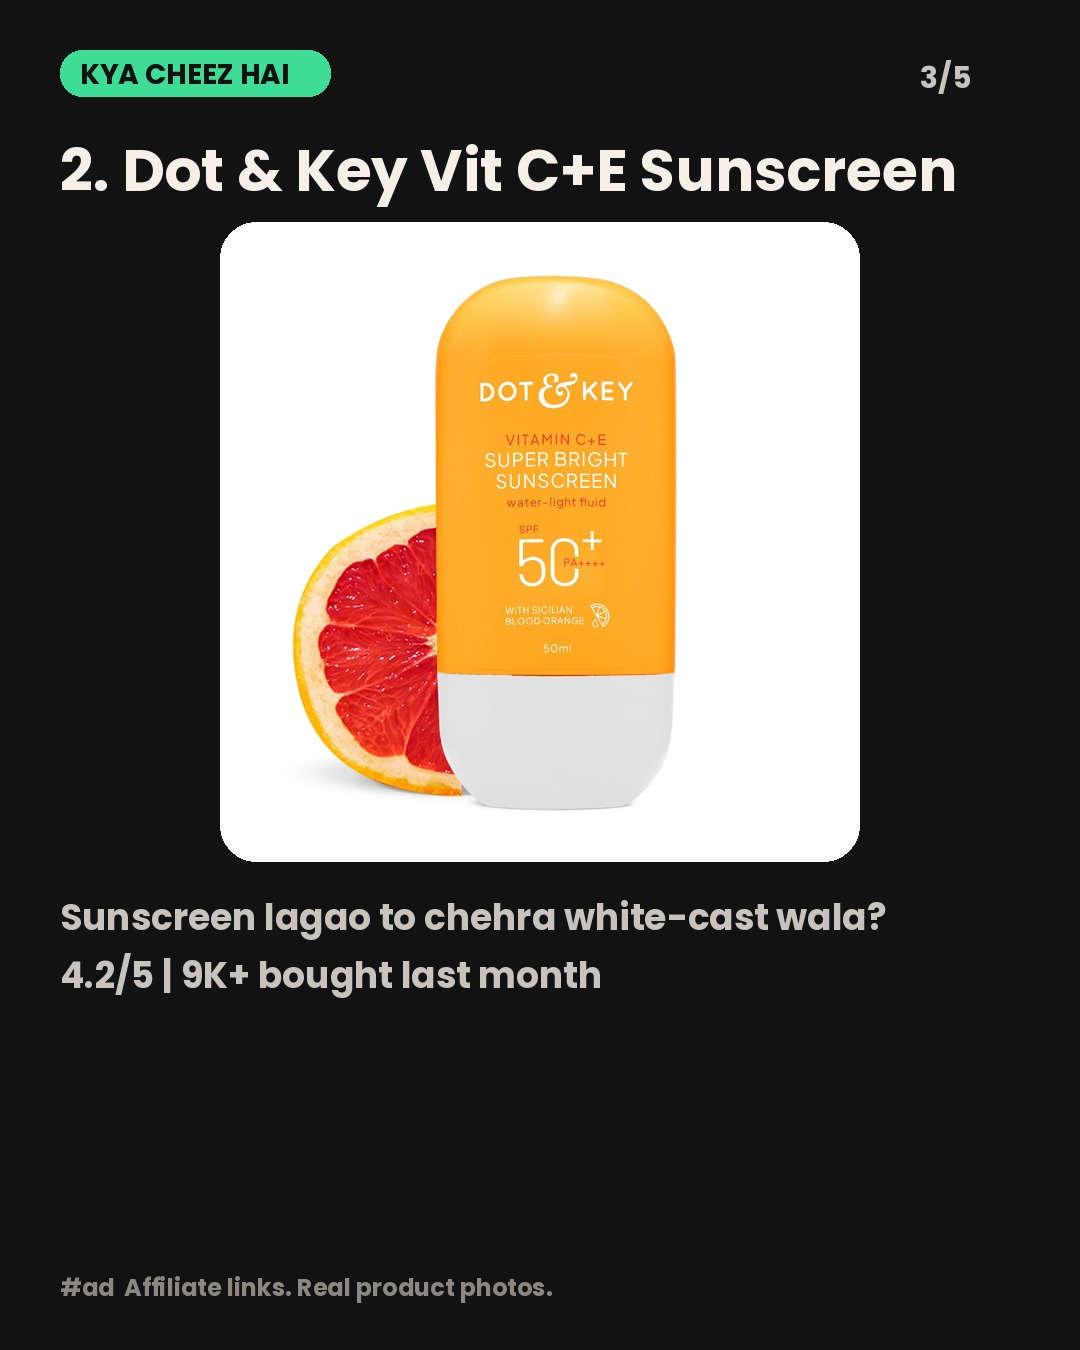 KYA CHEEZ HAI
3/5
2. Dot & Key Vit C+E Sunscreen
DOT & KEY
VITAMIN C+E
SUPER BRIGHT
SUNSCREEN
water-light fluid
SPF
50+
PA++++
WITH SICILIAN
BLOOD ORANGE
50ml
Sunscreen lagao to chehra white-cast wala?
4.2/5 | 9K+ bought last month
#ad Affiliate links. Real product photos.